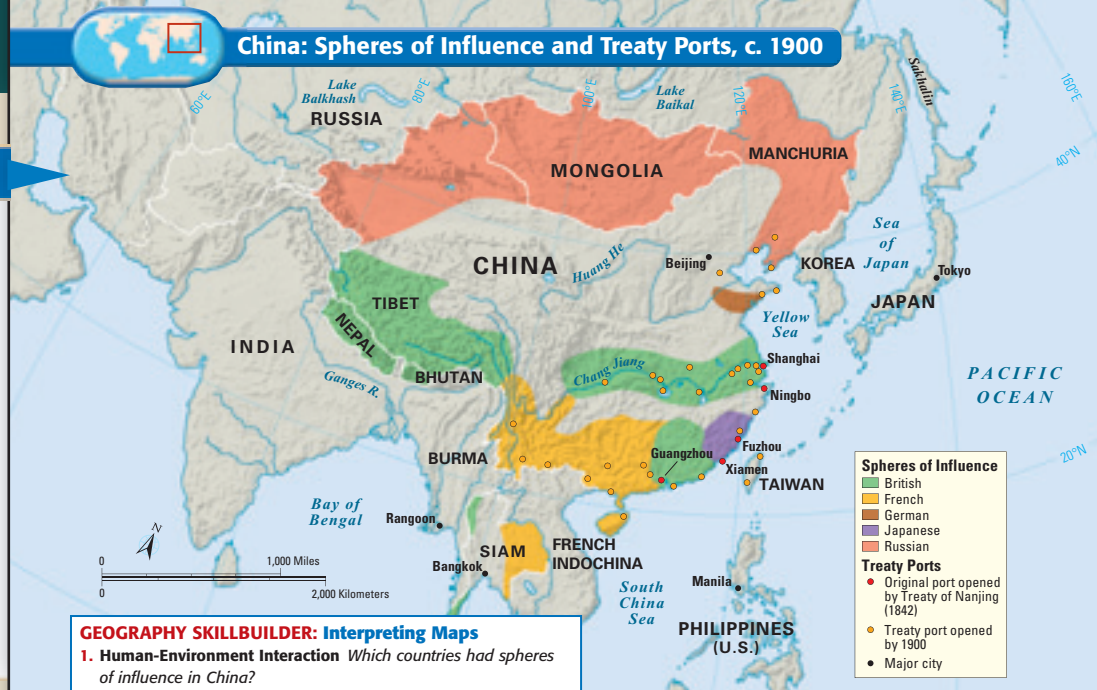 China: Spheres of Influence and Treaty Ports, c. 1900
60°E
80°E
100°E
120°E
140°E
160°E
40°N
20°N
Lake
Balkhash
RUSSIA
Lake
Baikal
Sakhalin
MONGOLIA
MANCHURIA
CHINA
Huang He
Beijing
KOREA
Sea
of
Japan
Tokyo
JAPAN
TIBET
NEPAL
INDIA
BHUTAN
Ganges R.
Yellow
Sea
Chang Jiang
Shanghai
Ningbo
PACIFIC
OCEAN
BURMA
Guangzhou
Fuzhou
Xiamen
TAIWAN
Bay of
Bengal
Rangoon
SIAM
Bangkok
FRENCH
INDOCHINA
South
China
Sea
Manila
PHILIPPINES
(U.S.)
N
0
1,000 Miles
0
2,000 Kilometers
Spheres of Influence
British
French
German
Japanese
Russian
Treaty Ports
Original port opened
by Treaty of Nanjing
(1842)
Treaty port opened
by 1900
Major city
GEOGRAPHY SKILLBUILDER: Interpreting Maps
1. Human-Environment Interaction Which countries had spheres
of influence in China?